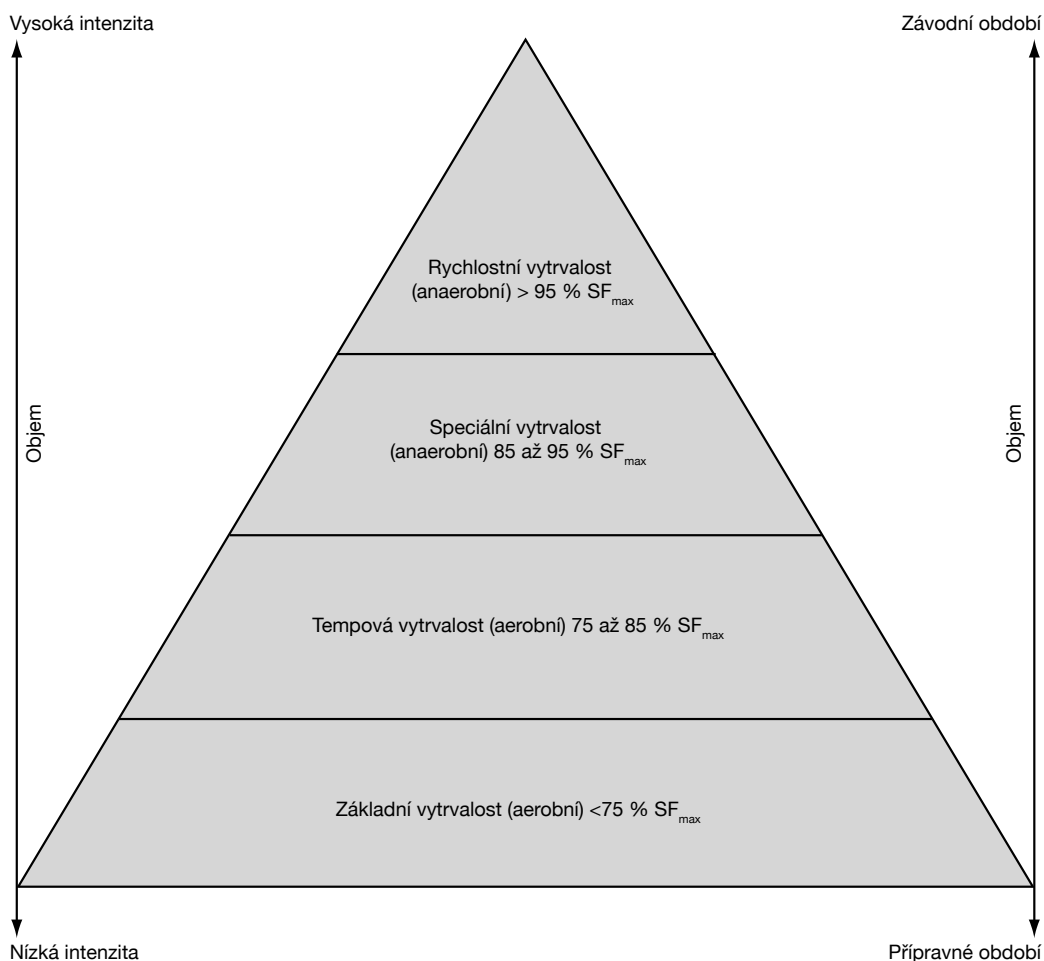 Vysoká intenzita
Závodní období
Rychlostní vytrvalost
(anaerobní) > 95 % SFmax
Objem
Speciální vytrvalost
(anaerobní) 85 až 95 % SFmax
Objem
Tempová vytrvalost (aerobní) 75 až 85 % SFmax
Základní vytrvalost (aerobní) <75 % SFmax
Nízká intenzita
Přípravné období